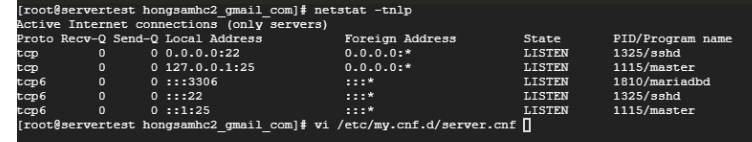 [root@servertest hongsamhc2_gmail_com]# netstat -tnlp
Active Internet connections (only servers)
Proto Recv-Q Send-Q Local Address           Foreign Address         State       PID/Program name
tcp        0      0 0.0.0.0:22              0.0.0.0:*               LISTEN      1325/sshd
tcp        0      0 127.0.0.1:25            0.0.0.0:*               LISTEN      1115/master
tcp6       0      0 :::3306                 :::*                    LISTEN      1810/mariadbd
tcp6       0      0 :::22                   :::*                    LISTEN      1325/sshd
tcp6       0      0 ::1:25                  :::*                    LISTEN      1115/master
[root@servertest hongsamhc2_gmail_com]# vi /etc/my.cnf.d/server.cnf